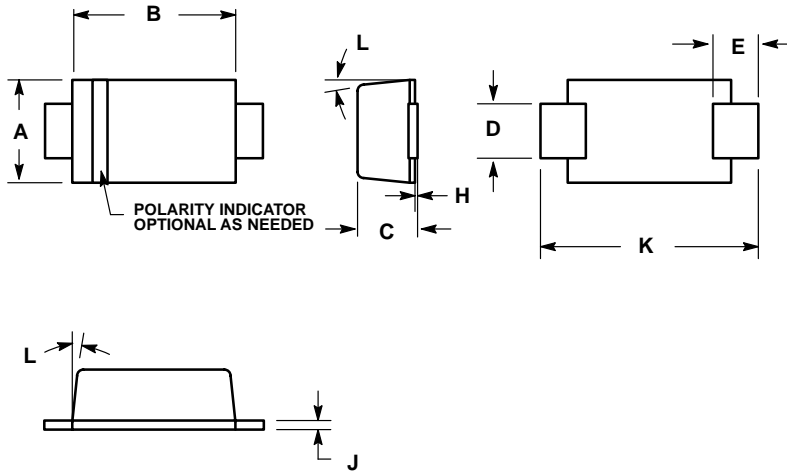 B
L
E
A
D
H
POLARITY INDICATOR
OPTIONAL AS NEEDED
C
K
L
J